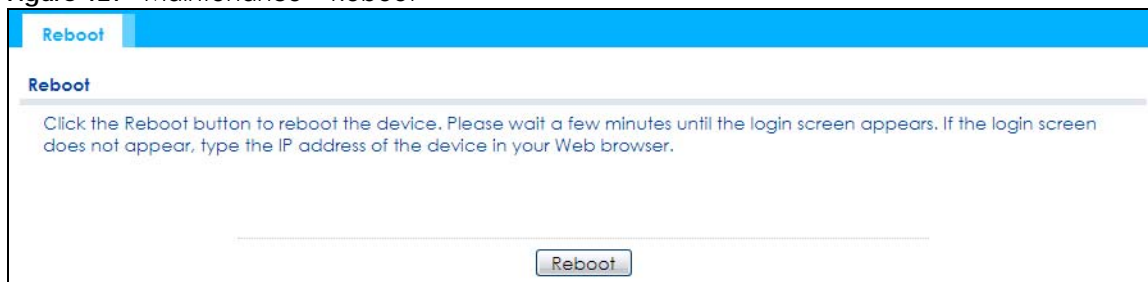 Maintenance Reboot
Reboot
Reboot
Click the Reboot button to reboot the device. Please wait a few minutes until the login screen appears. If the login screen
does not appear, type the IP address of the device in your Web browser.
Reboot